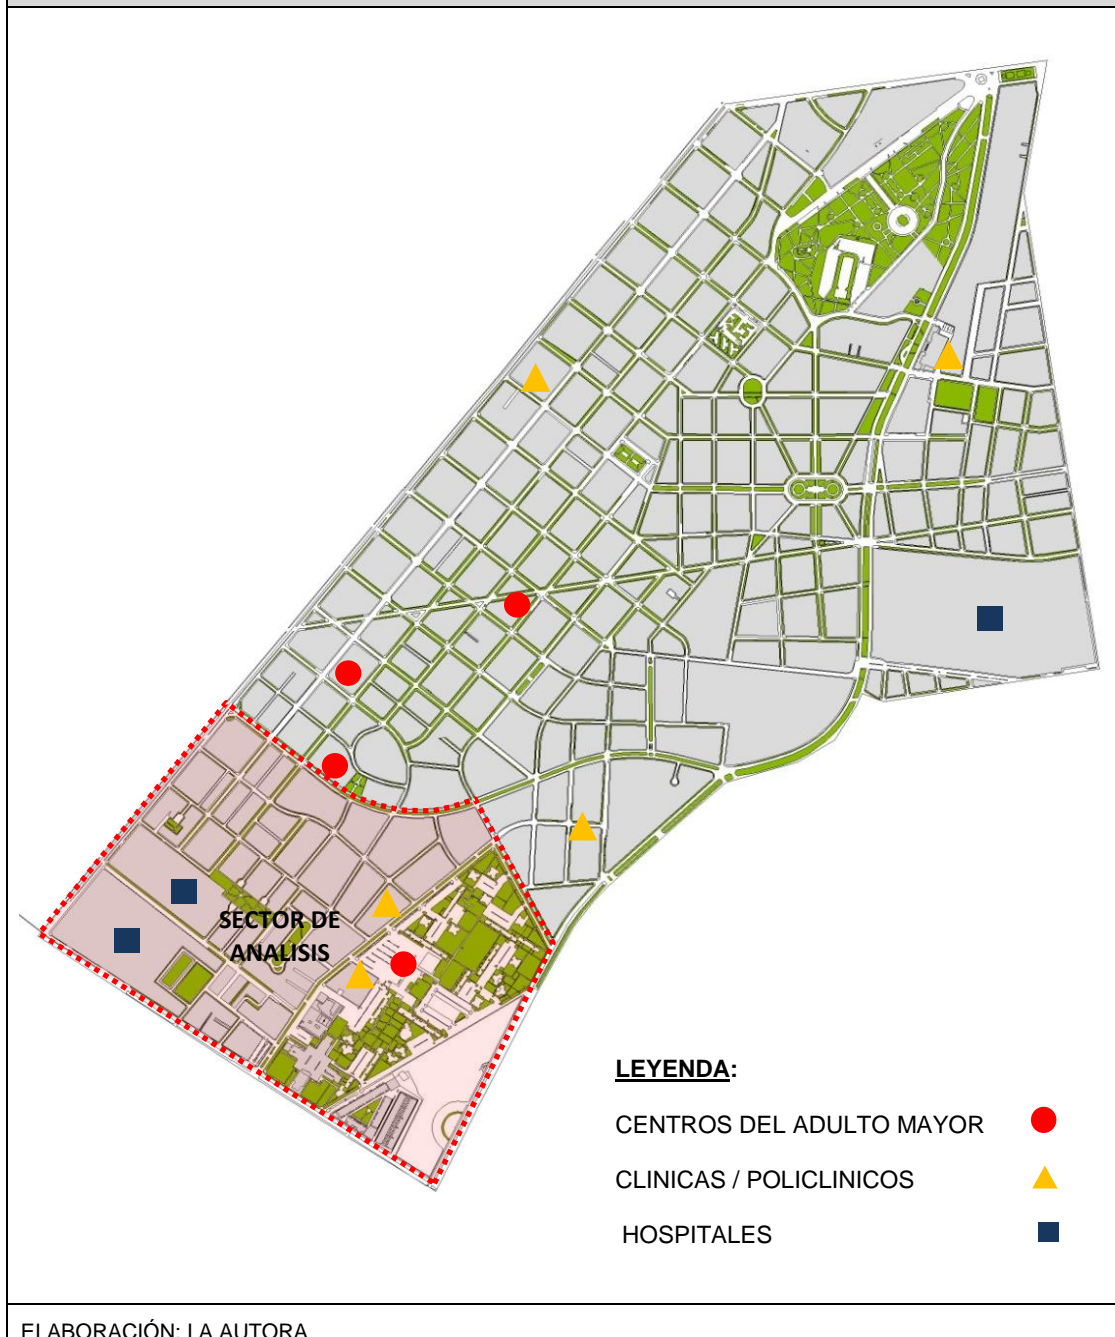 SECTOR DE
ANALISIS
LEYENDA:
CENTROS DEL ADULTO MAYOR
CLINICAS / POLICLINICOS
HOSPITALES
ELABORACIÓN: LA AUTORA